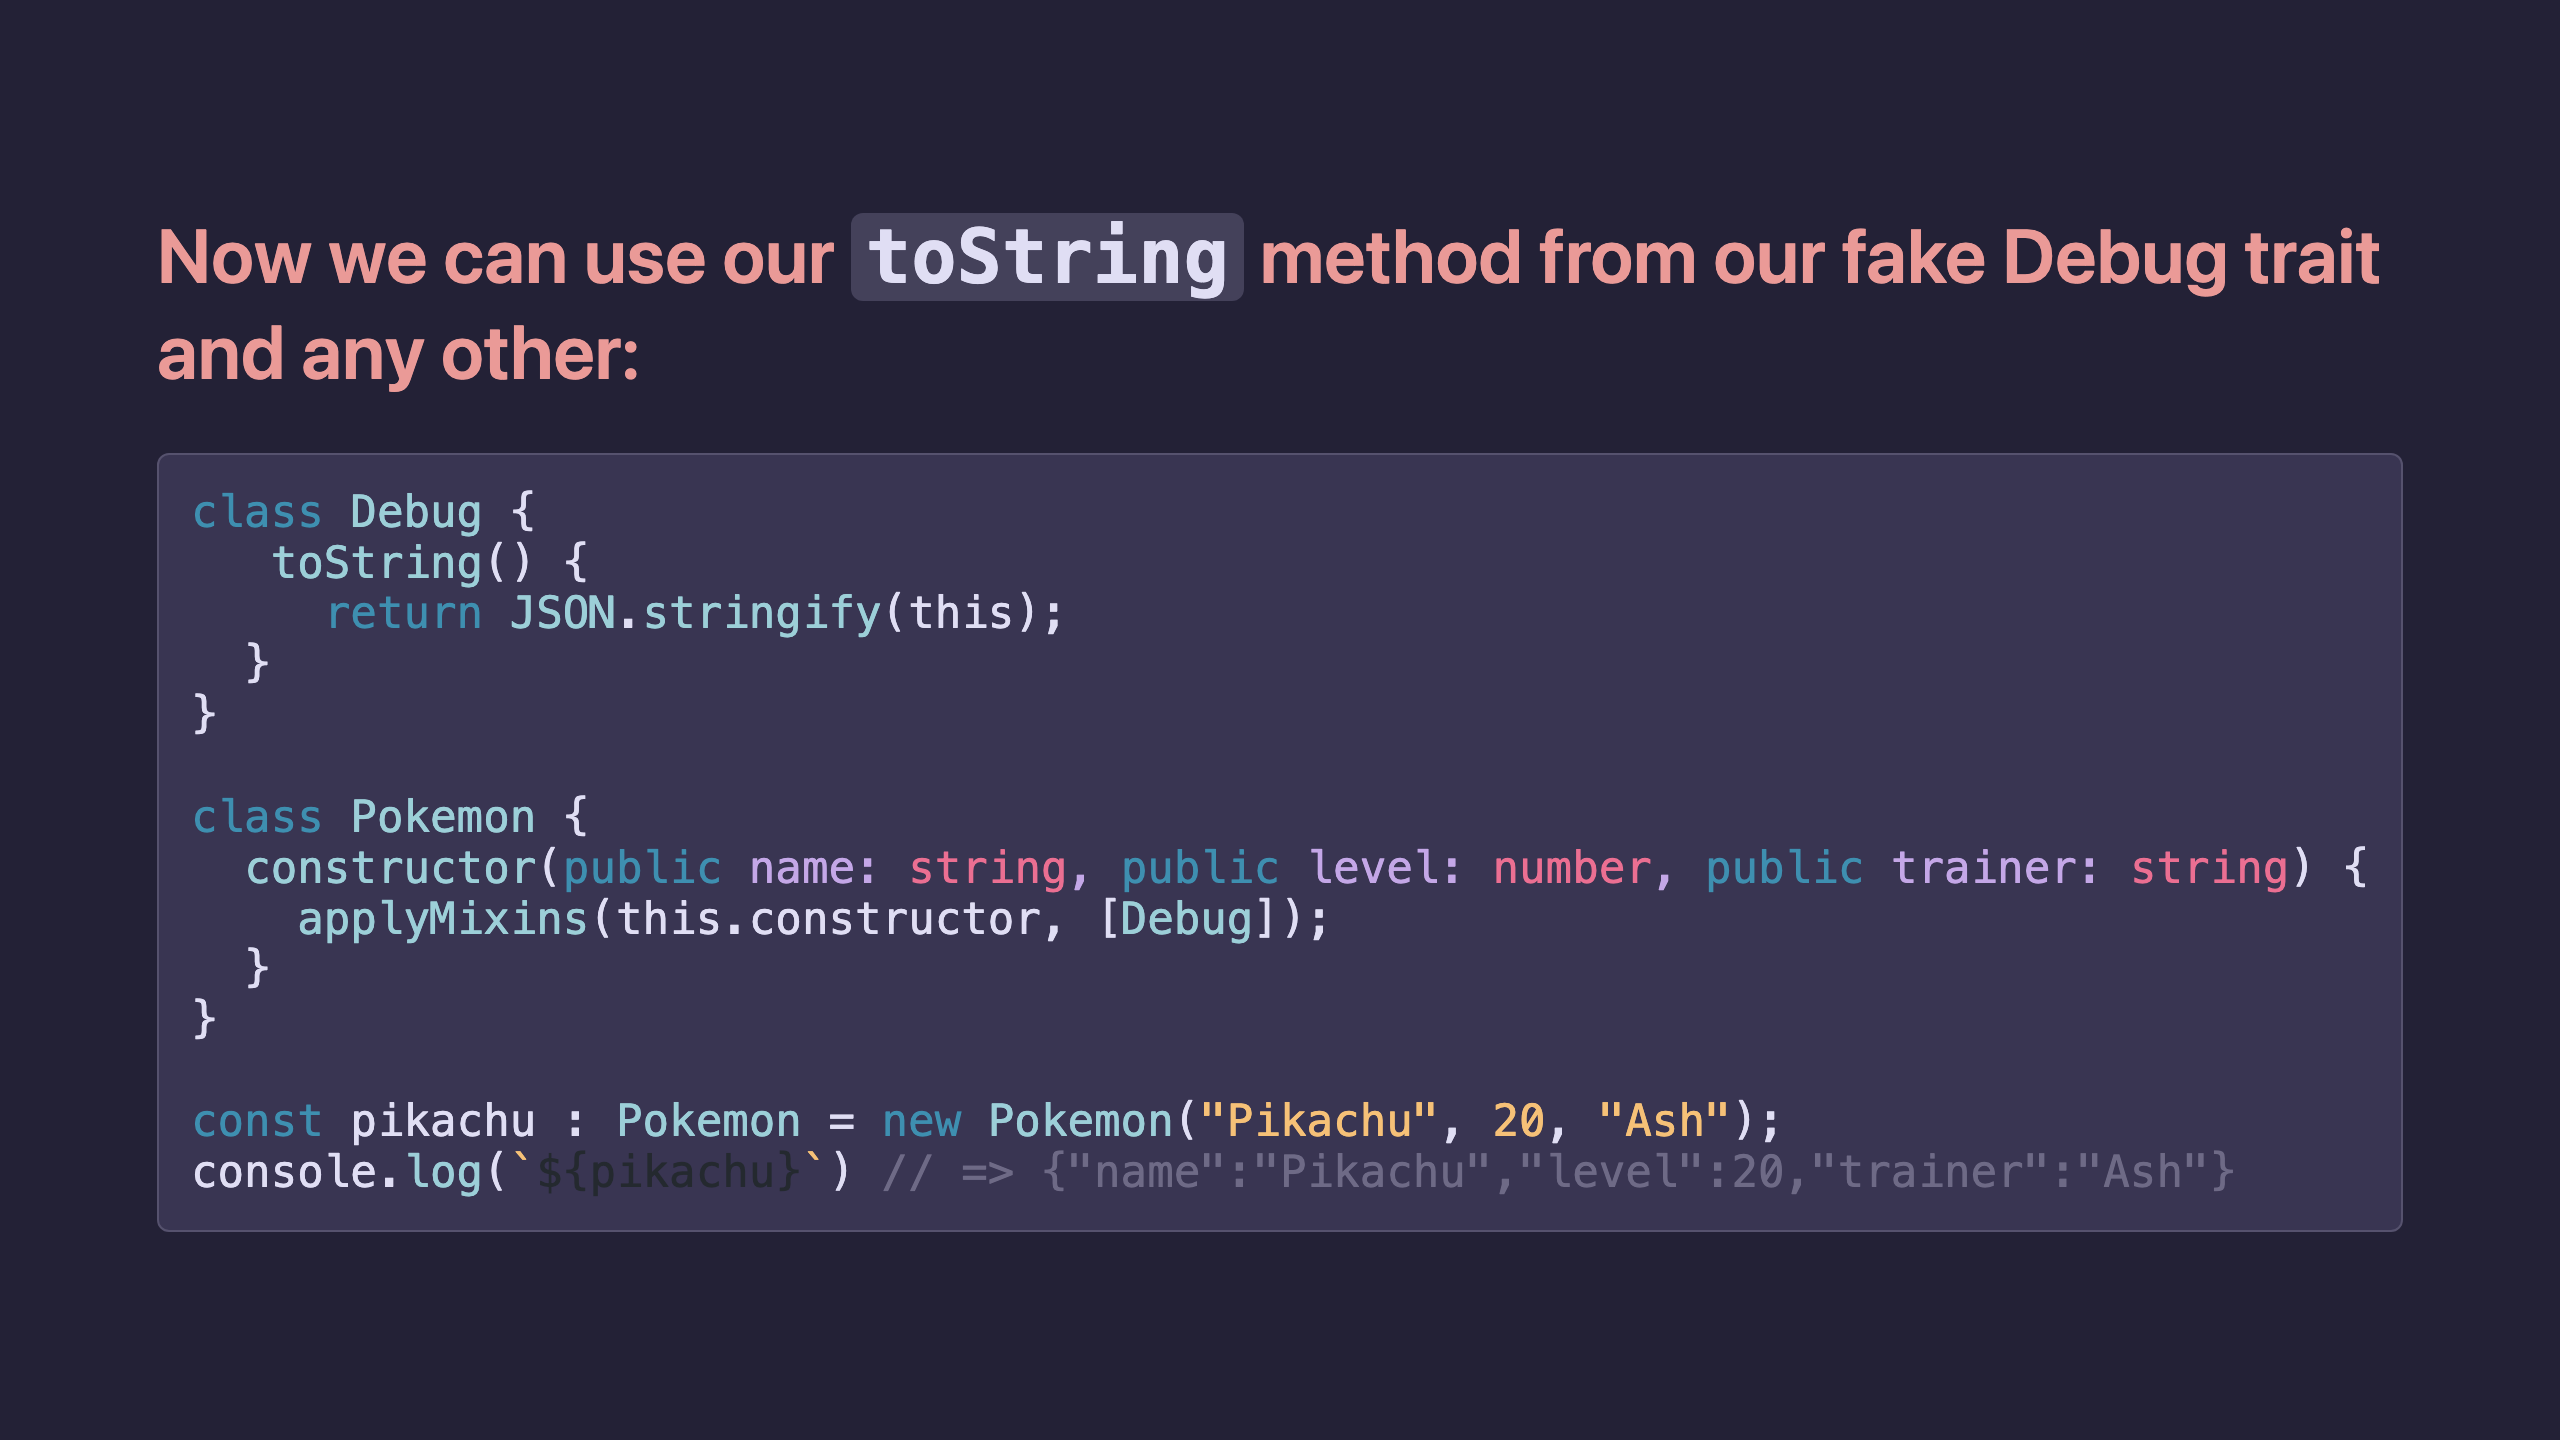 Now we can use our toString method from our fake Debug trait
and any other:
class Debug {
   toString() {
     return JSON.stringify(this);
  }
}
class Pokemon {
  constructor(public name: string, public level: number, public trainer: string) {
    applyMixins(this.constructor, [Debug]);
  }
}
const pikachu : Pokemon = new Pokemon("Pikachu", 20, "Ash");
console.log(`${pikachu}`) // => {"name":"Pikachu","level":20,"trainer":"Ash"}